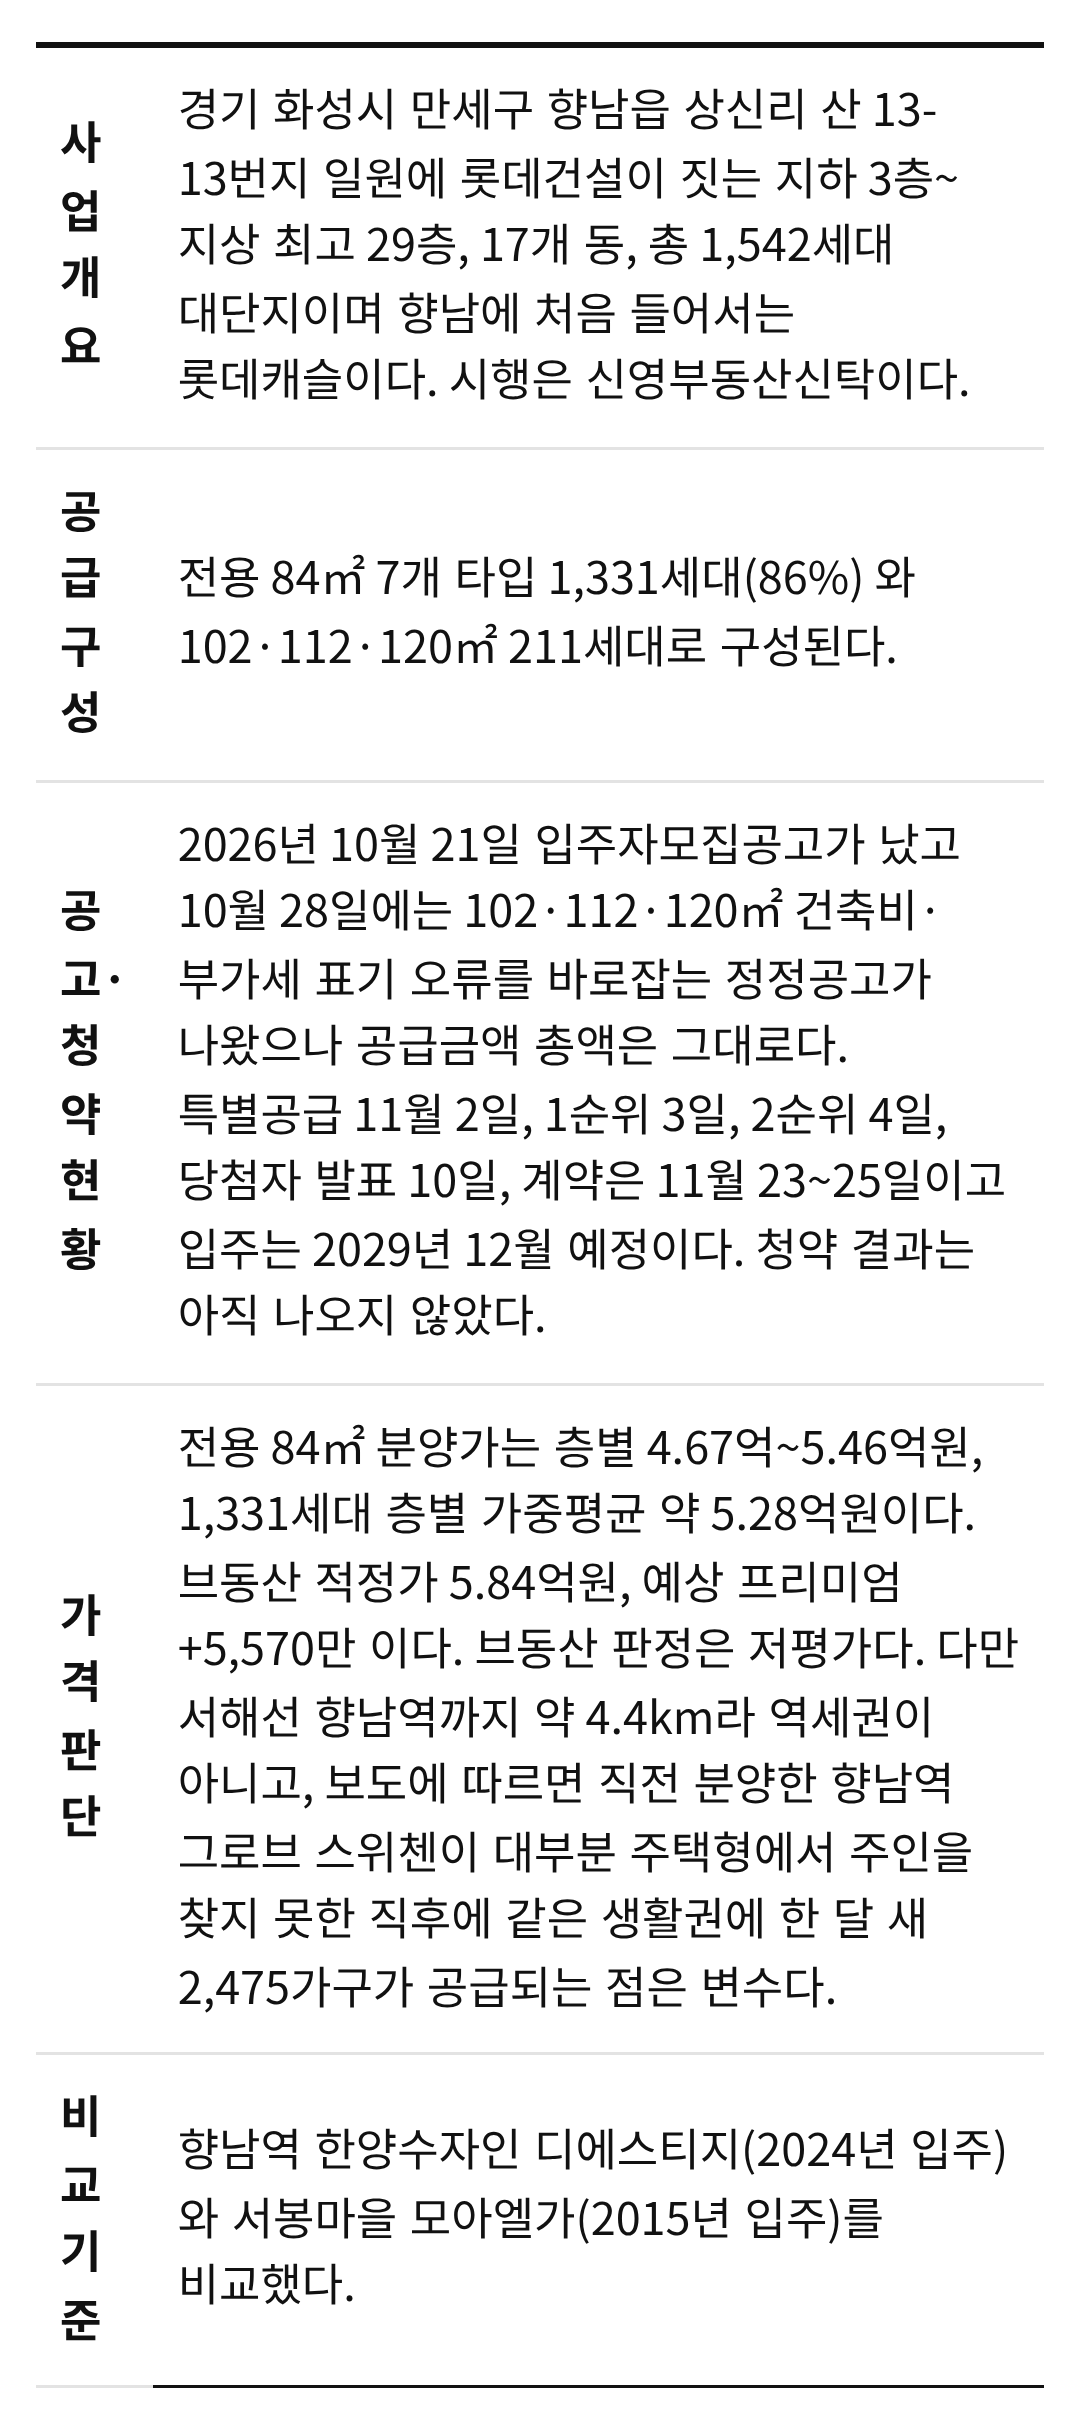 사업개요
경기 화성시 만세구 향남읍 상신리 산 13-
13번지 일원에 롯데건설이 짓는 지하 3층~
지상 최고 29층, 17개 동, 총 1,542세대
대단지이며 향남에 처음 들어서는
롯데캐슬이다. 시행은 신영부동산신탁이다.
공급구성
전용 84㎡ 7개 타입 1,331세대(86%) 와
102·112·120㎡ 211세대로 구성된다.
공고·청약현황
2026년 10월 21일 입주자모집공고가 났고
10월 28일에는 102·112·120㎡ 건축비·
부가세 표기 오류를 바로잡는 정정공고가
나왔으나 공급금액 총액은 그대로다.
특별공급 11월 2일, 1순위 3일, 2순위 4일,
당첨자 발표 10일, 계약은 11월 23~25일이고
입주는 2029년 12월 예정이다. 청약 결과는
아직 나오지 않았다.
가격판단
전용 84㎡ 분양가는 층별 4.67억~5.46억원,
1,331세대 층별 가중평균 약 5.28억원이다.
브동산 적정가 5.84억원, 예상 프리미엄
+5,570만 이다. 브동산 판정은 저평가다. 다만
서해선 향남역까지 약 4.4km라 역세권이
아니고, 보도에 따르면 직전 분양한 향남역
그로브 스위첸이 대부분 주택형에서 주인을
찾지 못한 직후에 같은 생활권에 한 달 새
2,475가구가 공급되는 점은 변수다.
비교기준
향남역 한양수자인 디에스티지(2024년 입주)
와 서봉마을 모아엘가(2015년 입주)를
비교했다.